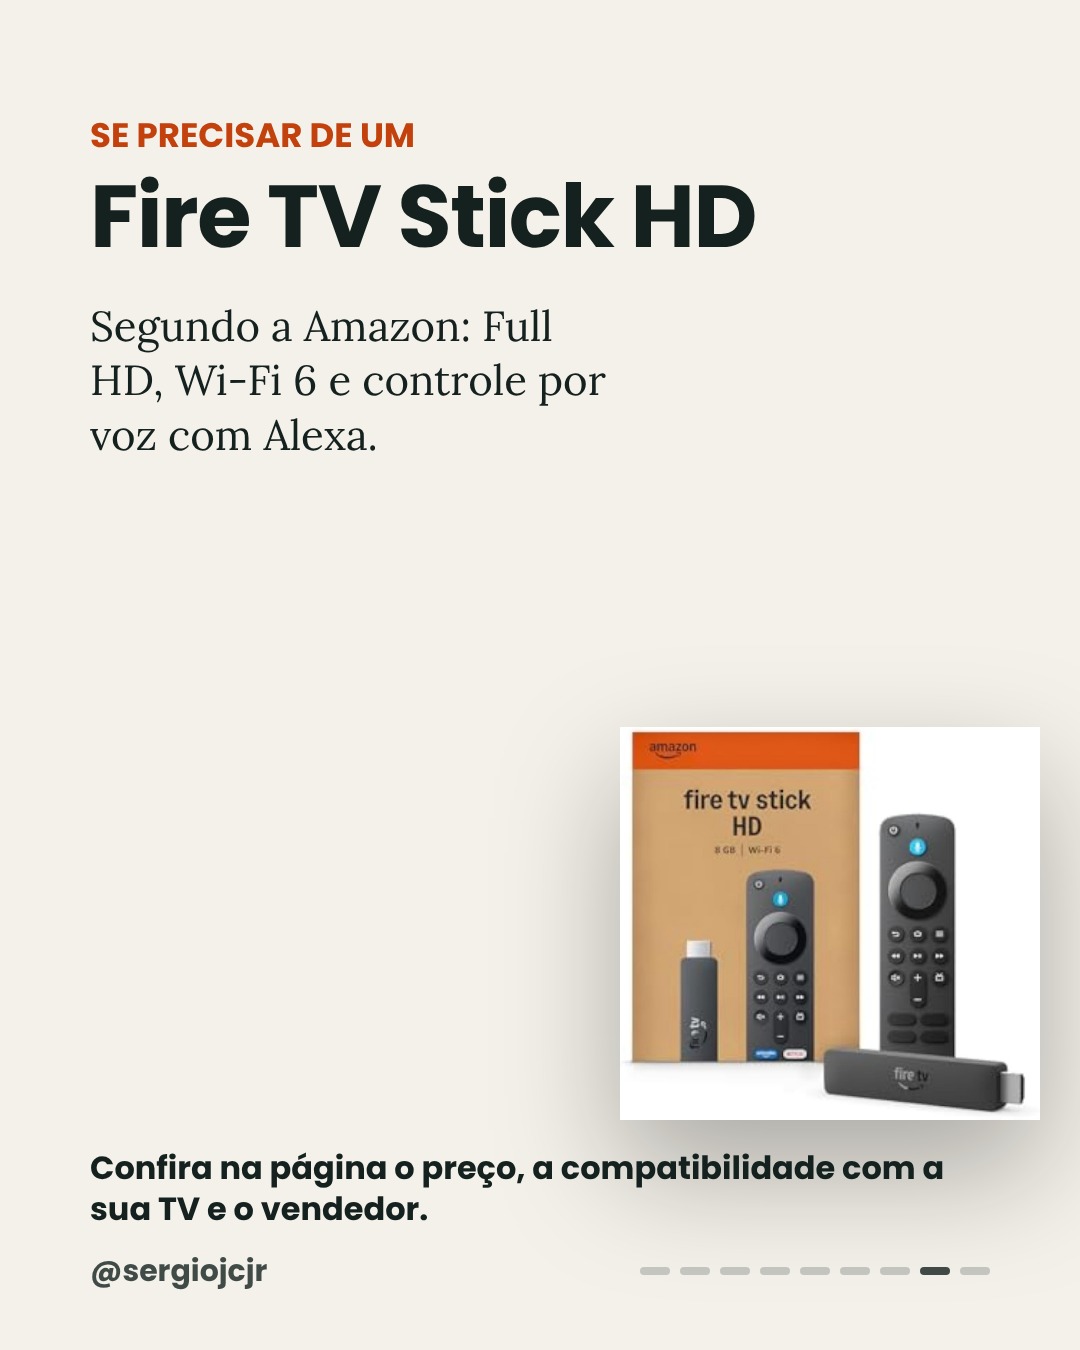 SE PRECISAR DE UM
Fire TV Stick HD
Segundo a Amazon: Full
HD, Wi-Fi 6 e controle por
voz com Alexa.
amazon
fire tv stick
HD
8 GB | Wi-Fi 6
fire tv
fire tv
Confira na página o preço, a compatibilidade com a
sua TV e o vendedor.
@sergiojcjr